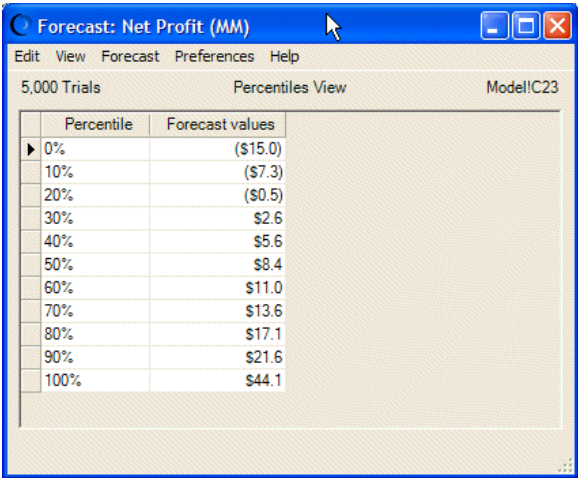 Forecast: Net Profit (MM)
Edit View Forecast Preferences Help
5,000 Trials Percentiles View Model!C23
Percentile Forecast values
0% ($15.0)
10% ($7.3)
20% ($0.5)
30% $2.6
40% $5.6
50% $8.4
60% $11.0
70% $13.6
80% $17.1
90% $21.6
100% $44.1